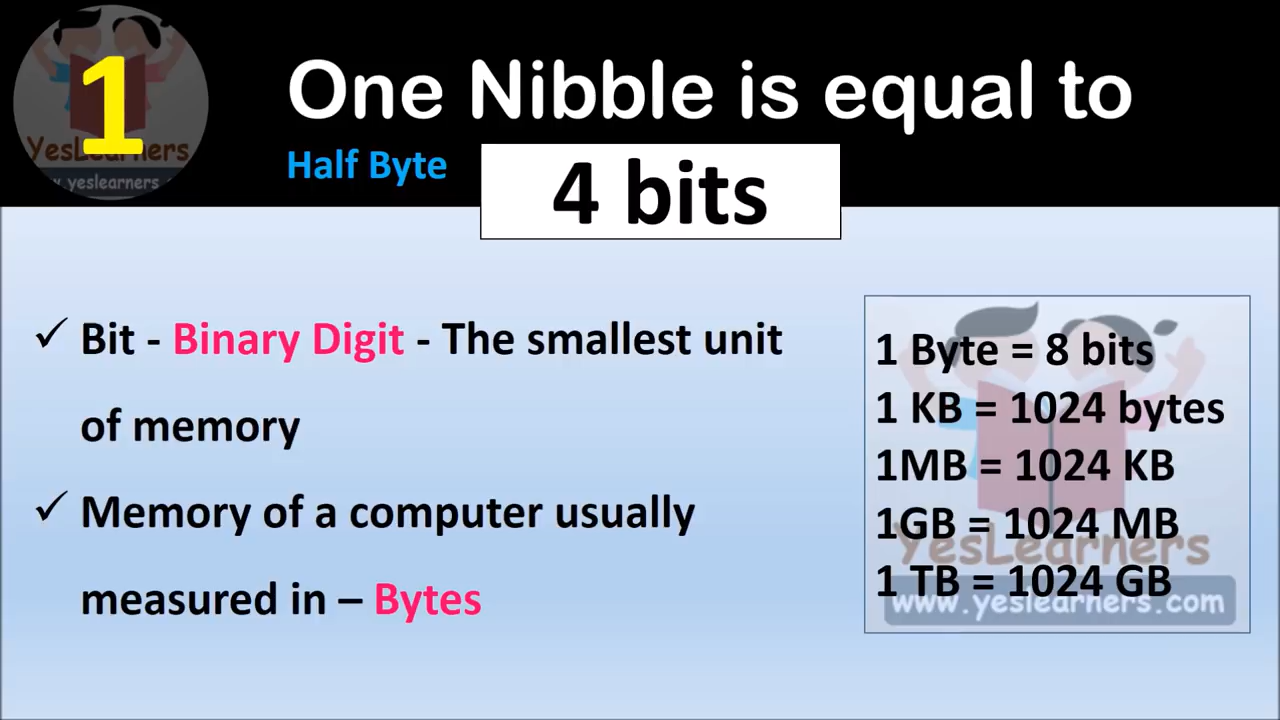 1
YesLearners
www.yeslearners.c
One Nibble is equal to
Half Byte
4 bits
✓ Bit - Binary Digit - The smallest unit
of memory
✓ Memory of a computer usually
measured in – Bytes
1 Byte = 8 bits
1 KB = 1024 bytes
1MB = 1024 KB
1GB = 1024 MB
1 TB = 1024 GB
YesLearners
www.yeslearners.com